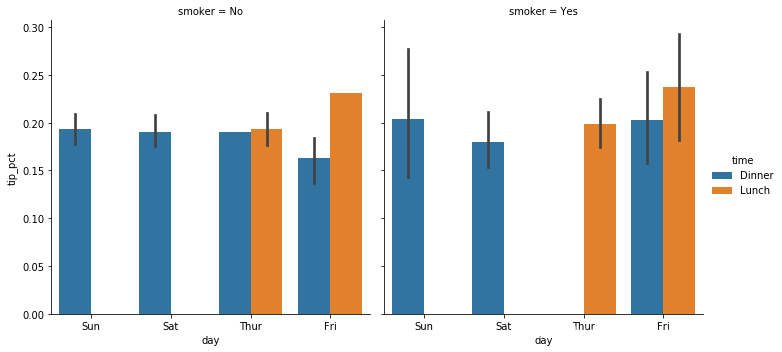 smoker = No
smoker = Yes
0.30
0.25
0.20
0.15
0.10
0.05
0.00
tip_pct
Sun Sat Thur Fri
day
Sun Sat Thur Fri
day
time
Dinner
Lunch